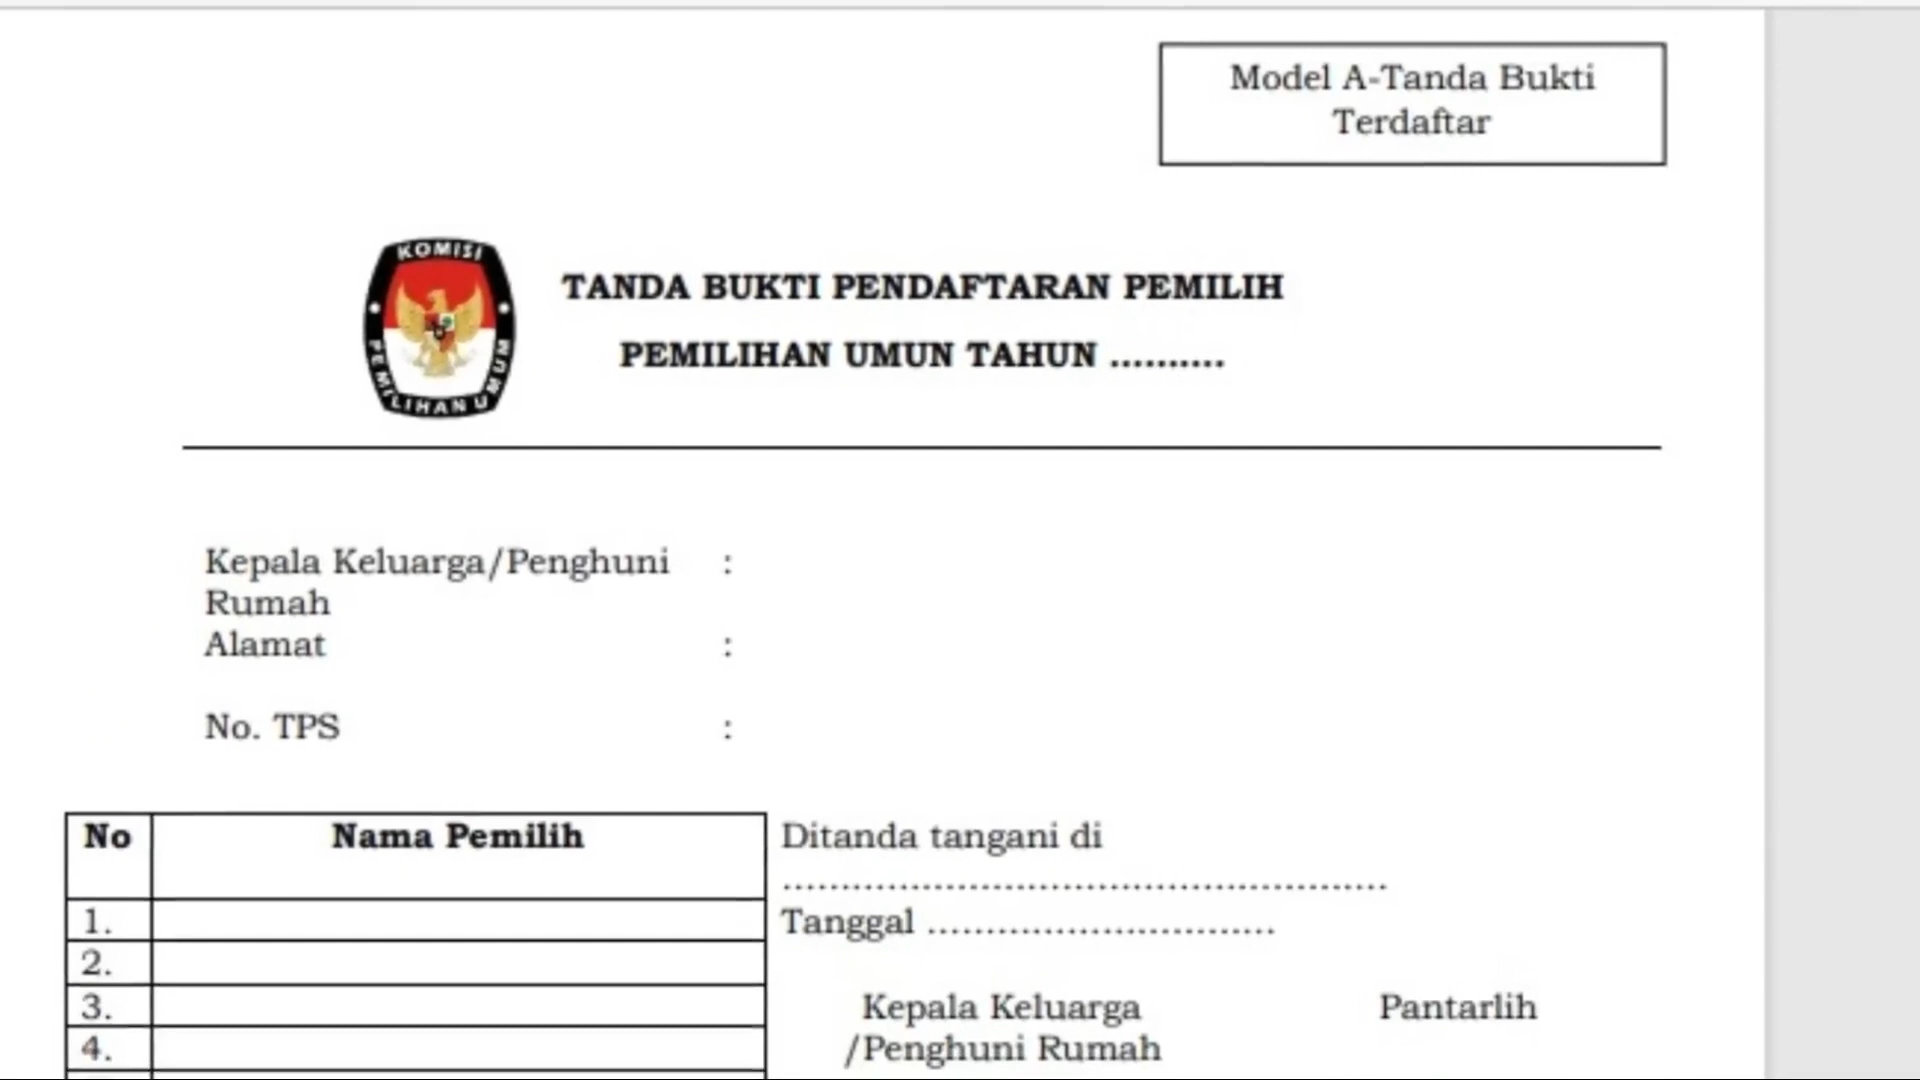 Model A-Tanda Bukti
Terdaftar
KOMISI
PEMILIHAN UMUM
TANDA BUKTI PENDAFTARAN PEMILIH
PEMILIHAN UMUN TAHUN ..........
Kepala Keluarga/Penghuni :
Rumah
Alamat :
No. TPS :
No Nama Pemilih
Ditanda tangani di
....................................................
1.
Tanggal ..............................
2.
3.
Kepala Keluarga Pantarlih
4.
/Penghuni Rumah